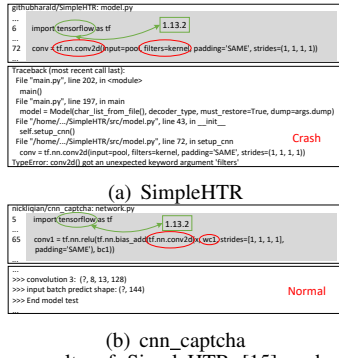 githubharald/SimpleHTR: model.py
...
6 import tensorflow as tf
1.13.2
...
72 conv = tf.nn.conv2d(input=pool, filters=kernel, padding='SAME', strides=(1, 1, 1, 1))
Traceback (most recent call last):
File "main.py", line 202, in <module>
main()
File "main.py", line 197, in main
model = Model(char_list_from_file(), decoder_type, must_restore=True, dump=args.dump)
File "/home/.../SimpleHTR/src/model.py", line 43, in __init__
self.setup_cnn()
File "/home/.../SimpleHTR/src/model.py", line 72, in setup_cnn
conv = tf.nn.conv2d(input=pool, filters=kernel, padding='SAME', strides=(1, 1, 1, 1))
TypeError: conv2d() got an unexpected keyword argument 'filters'
Crash
(a) SimpleHTR
nickliqian/cnn_captcha: network.py
5 import tensorflow as tf
1.13.2
...
65 conv1 = tf.nn.relu(tf.nn.bias_add(tf.nn.conv2d(x, wc1, strides=[1, 1, 1, 1],
padding='SAME'), bc1))
...
>>> convolution 3: (?, 8, 13, 128)
>>> input batch predict shape: (?, 144)
>>> End model test
Normal
(b) cnn_captcha
SimpleHTR [15]